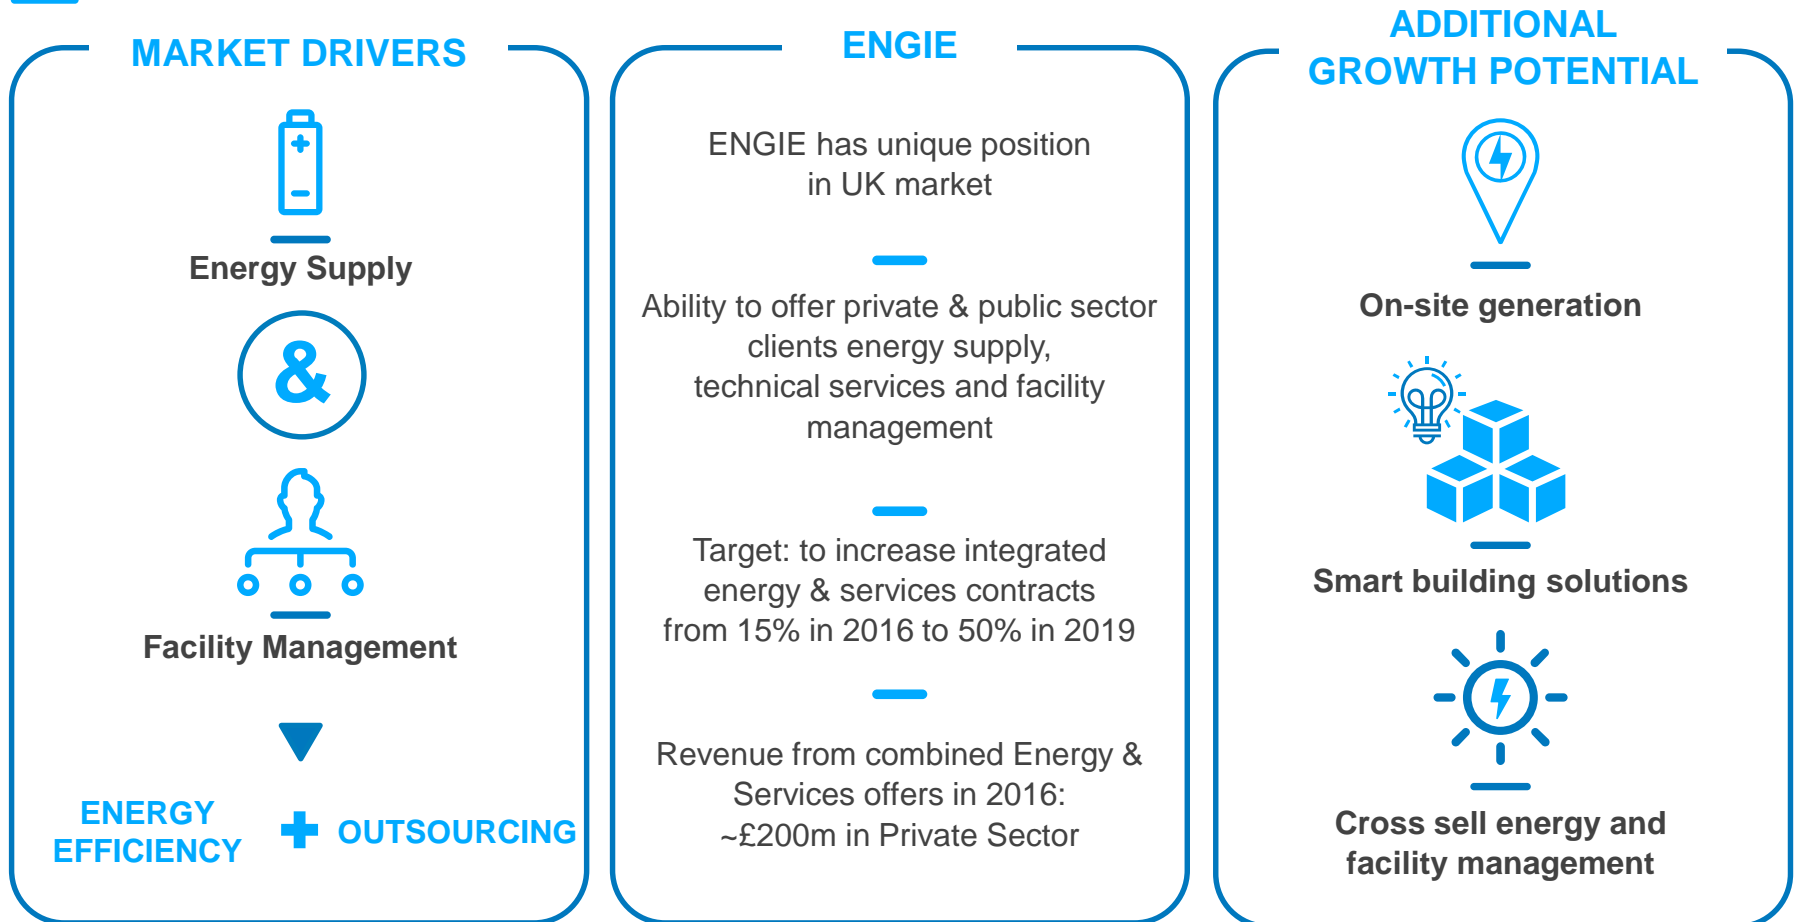 MARKET DRIVERS
Energy Supply
&
Facility Management
ENERGY
EFFICIENCY
+ OUTSOURCING
ENGIE
ENGIE has unique position
in UK market
Ability to offer private & public sector
clients energy supply,
technical services and facility
management
Target: to increase integrated
energy & services contracts
from 15% in 2016 to 50% in 2019
Revenue from combined Energy &
Services offers in 2016:
~£200m in Private Sector
ADDITIONAL
GROWTH POTENTIAL
On-site generation
Smart building solutions
Cross sell energy and
facility management